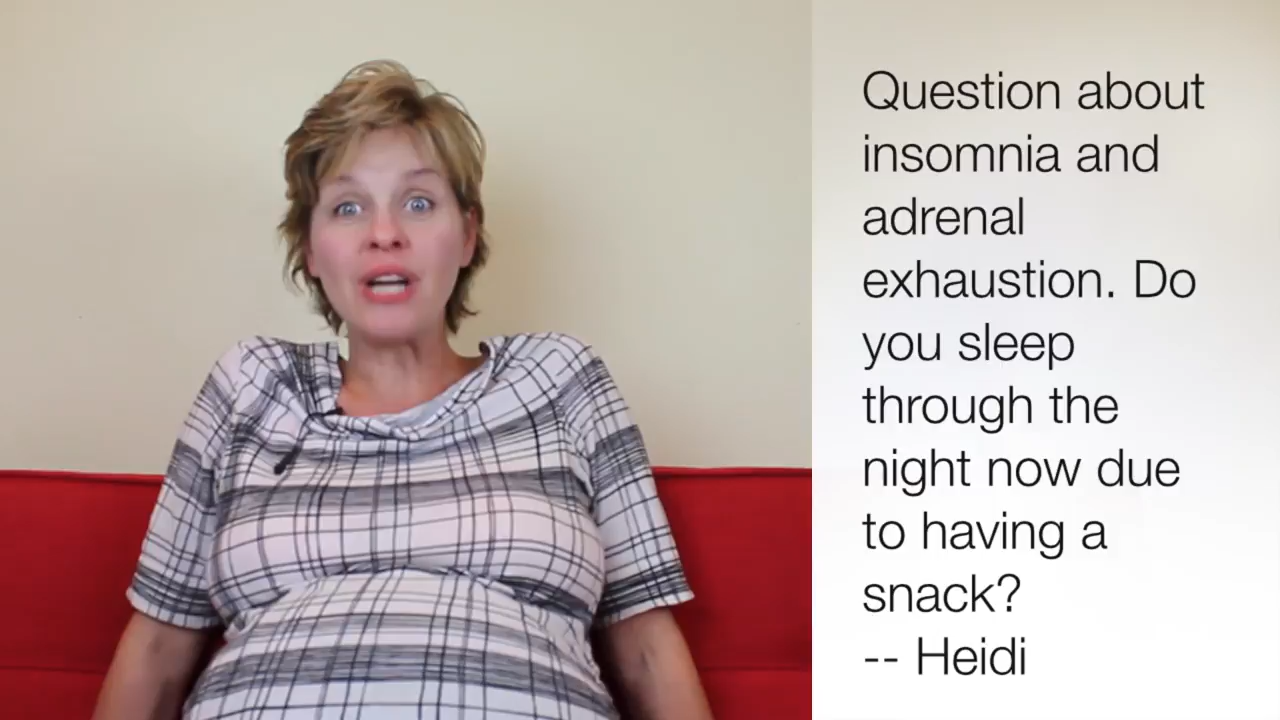 Question about
insomnia and
adrenal
exhaustion. Do
you sleep
through the
night now due
to having a
snack?
-- Heidi